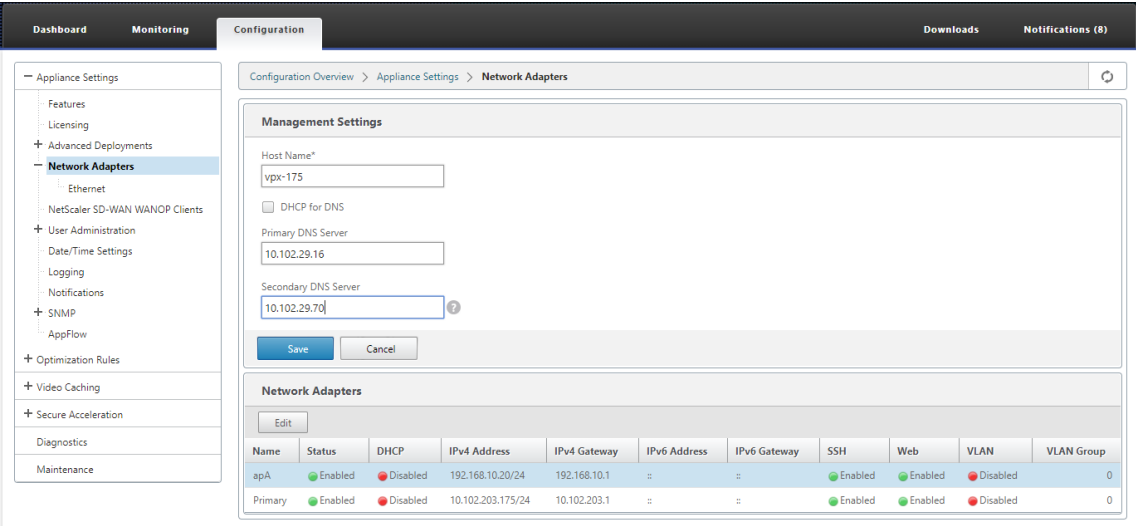 Dashboard Monitoring Configuration Downloads Notifications (8)
Appliance Settings
Features
Licensing
Advanced Deployments
Network Adapters
Ethernet
NetScaler SD-WAN WANOP Clients
User Administration
Date/Time Settings
Logging
Notifications
SNMP
AppFlow
Optimization Rules
Video Caching
Secure Acceleration
Diagnostics
Maintenance
Configuration Overview > Appliance Settings > Network Adapters
Management Settings
Host Name*
vpx-175
DHCP for DNS
Primary DNS Server
10.102.29.16
Secondary DNS Server
10.102.29.70
?
Save Cancel
Network Adapters
Edit
Name Status DHCP IPv4 Address IPv4 Gateway IPv6 Address IPv6 Gateway SSH Web VLAN VLAN Group
apA Enabled Disabled 192.168.10.20/24 192.168.10.1 :: :: Enabled Enabled Disabled 0
Primary Enabled Disabled 10.102.203.175/24 10.102.203.1 :: :: Enabled Enabled Disabled 0